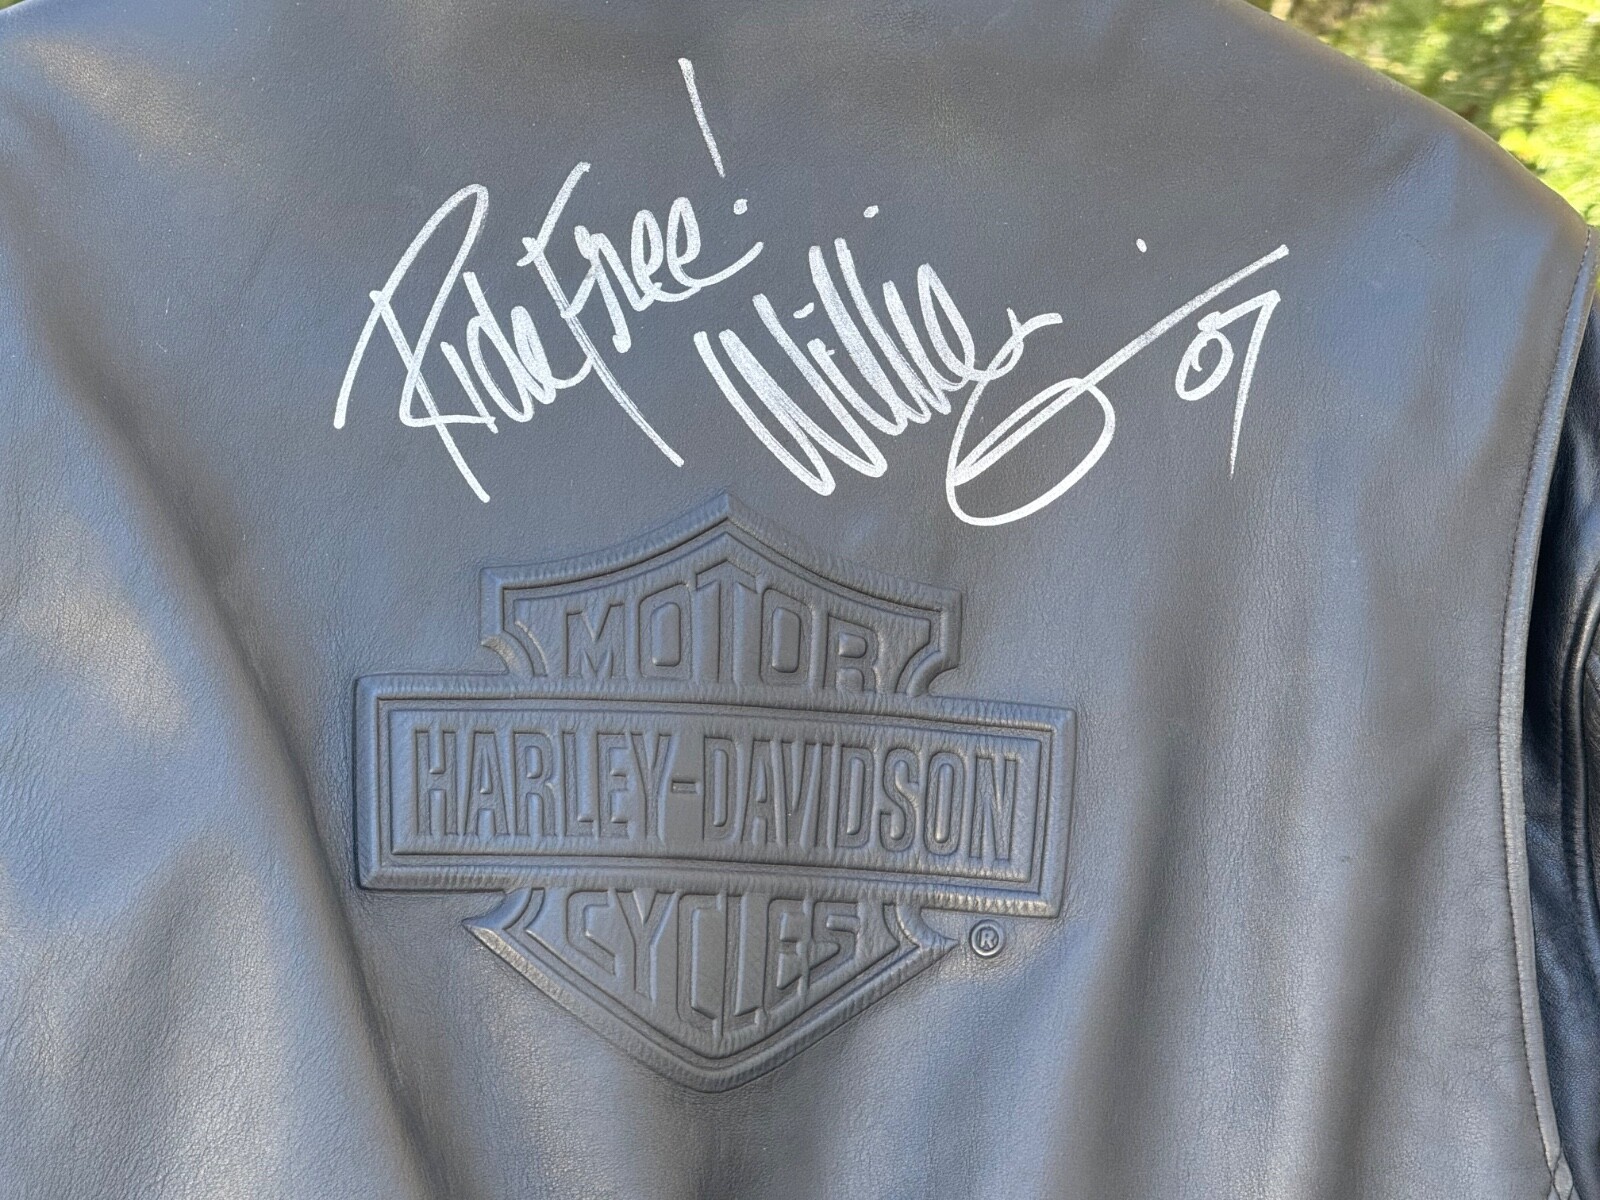 Ride Free!
Willie G. 07
MOTOR
HARLEY-DAVIDSON
CYCLES
®